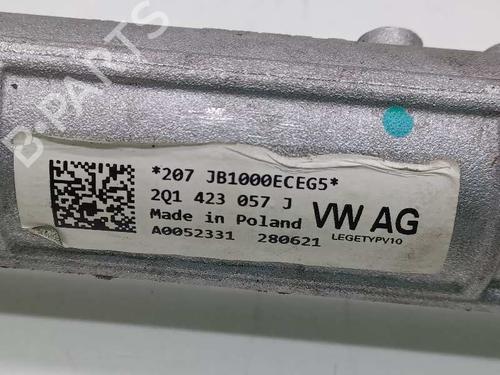 B-PARTS
*207 JB1000ECEG5*
2Q1 423 057 J
Made in Poland
VW AG
A0052331 280621
LEGETYPV10